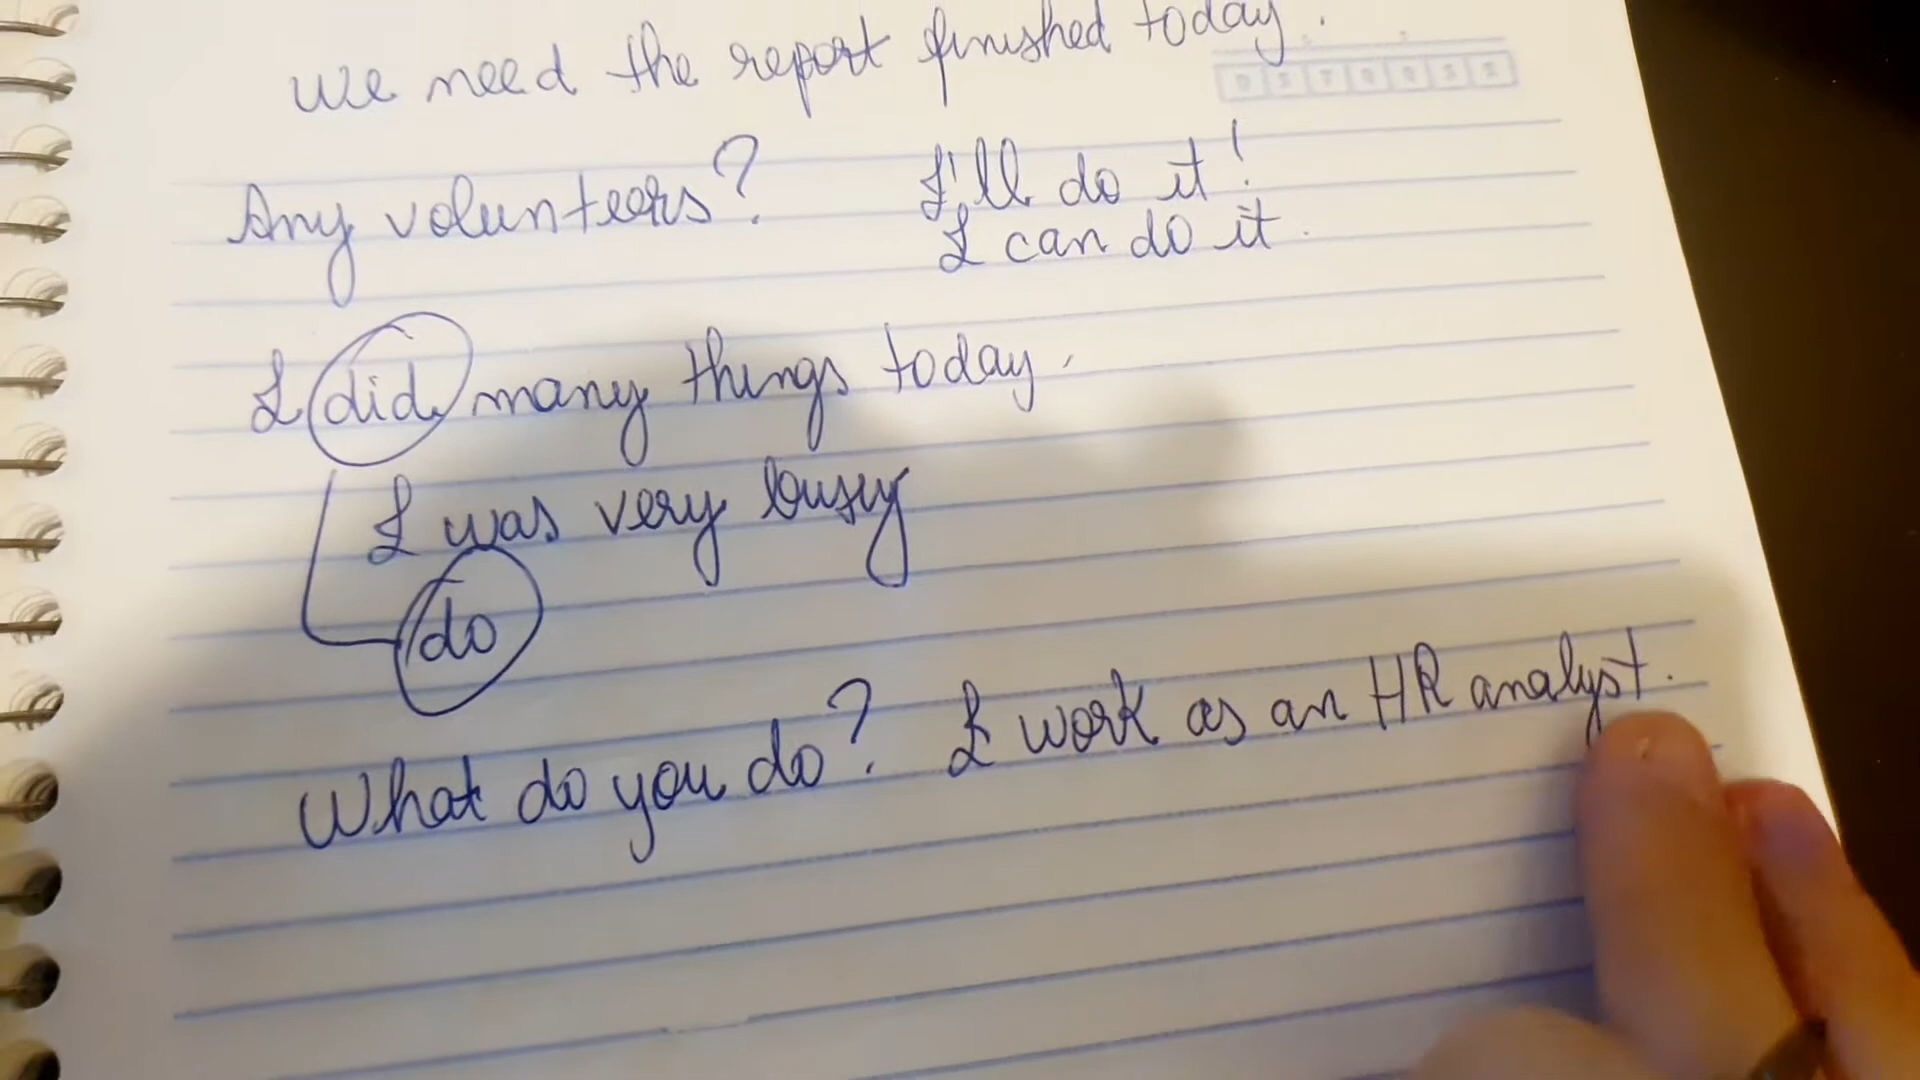 We need the report finished today.
Any volunteers? I'll do it!
I can do it.
I did many things today.
I was very busy
do
What do you do? I work as an HR analyst.